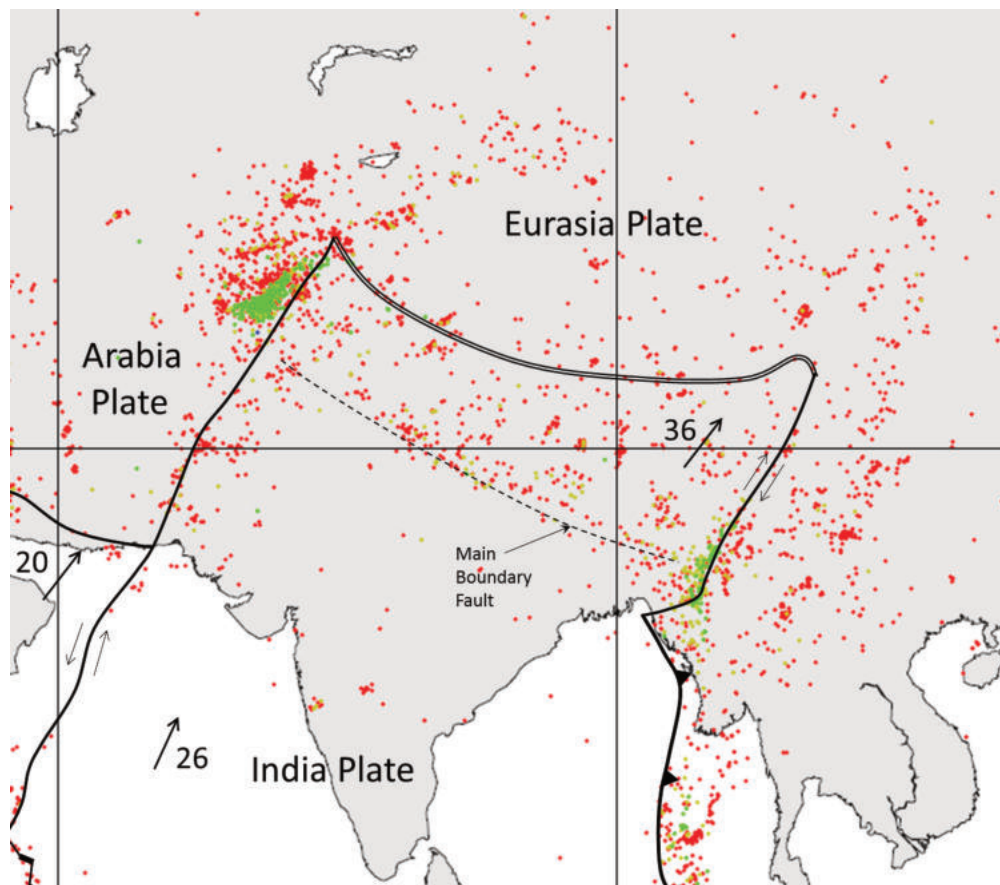 Eurasia Plate
Arabia
Plate
36
Main
Boundary
Fault
20
26
India Plate